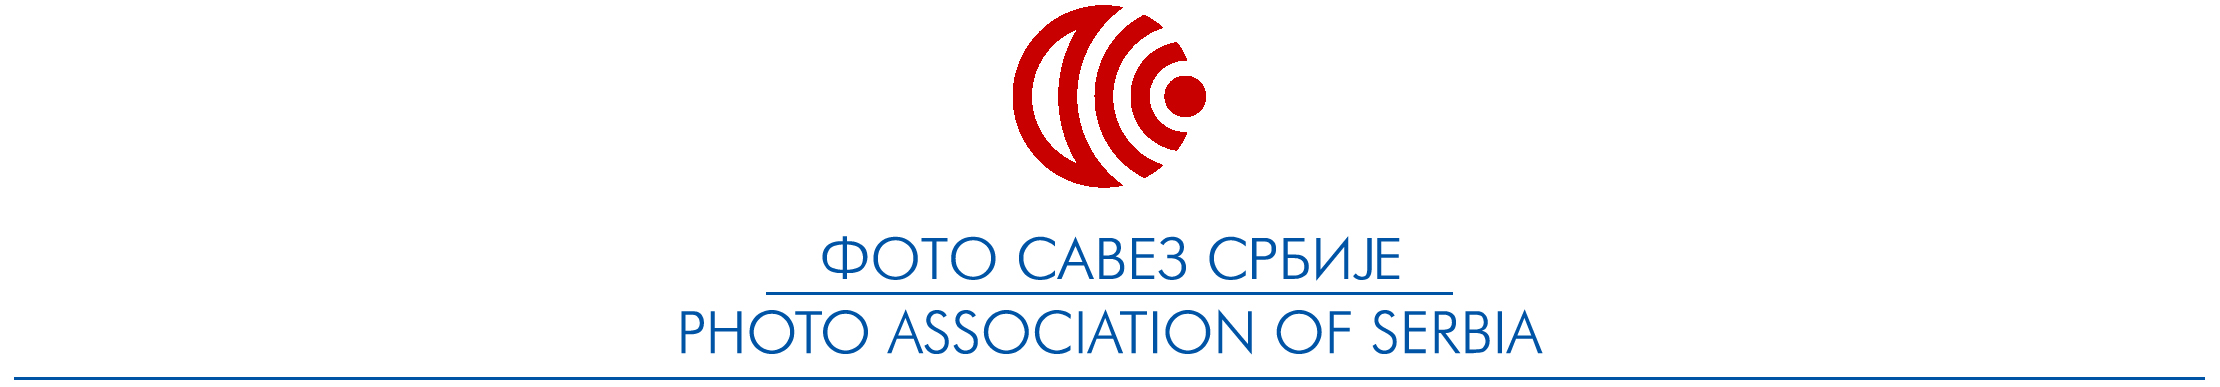 ФОТО САВЕЗ СРБИЈЕ
PHOTO ASSOCIATION OF SERBIA